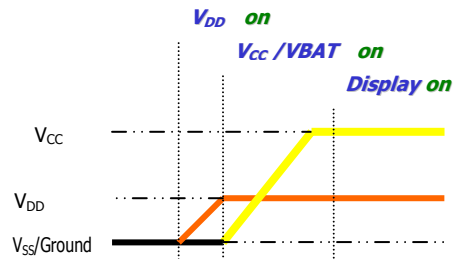 VDD on
VCC /VBAT on
Display on
VCC
VDD
VSS/Ground